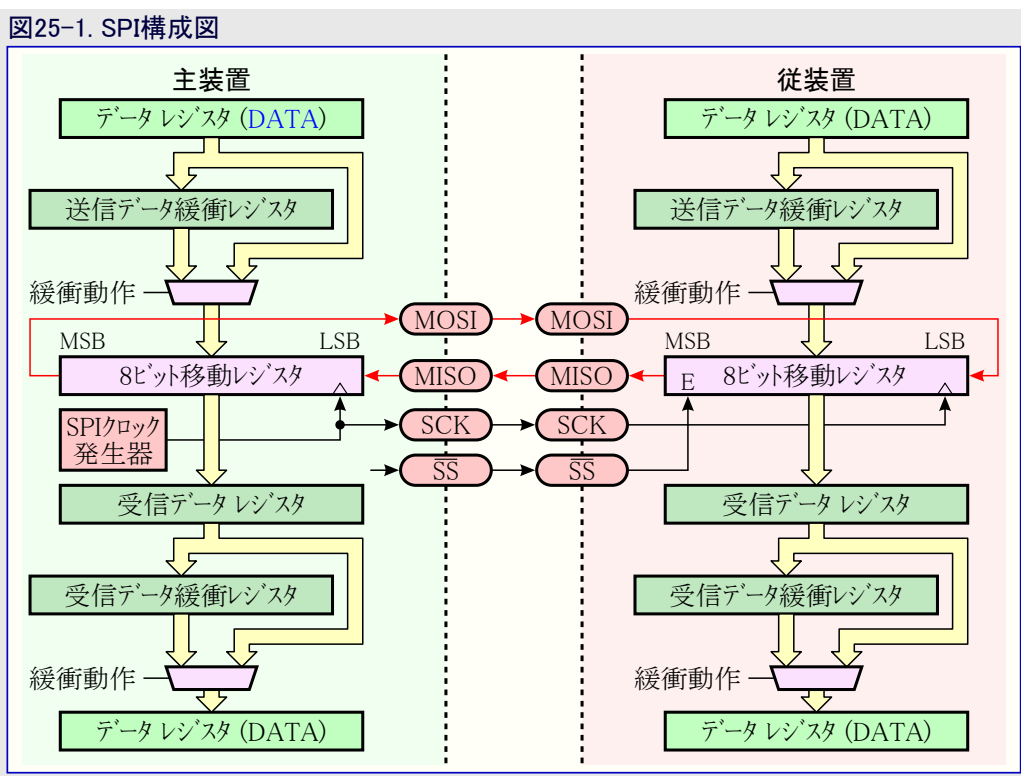 図25-1. SPI構成図
主装置
従装置
データ レジスタ (DATA)
データ レジスタ (DATA)
送信データ緩衝レジスタ
送信データ緩衝レジスタ
緩衝動作
緩衝動作
MOSI
MOSI
MSB
LSB
MSB
LSB
8ビット移動レジスタ
MISO
MISO
E
8ビット移動レジスタ
SPIクロック
発生器
SCK
SCK
SS
SS
受信データ レジスタ
受信データ レジスタ
受信データ緩衝レジスタ
受信データ緩衝レジスタ
緩衝動作
緩衝動作
データ レジスタ (DATA)
データ レジスタ (DATA)